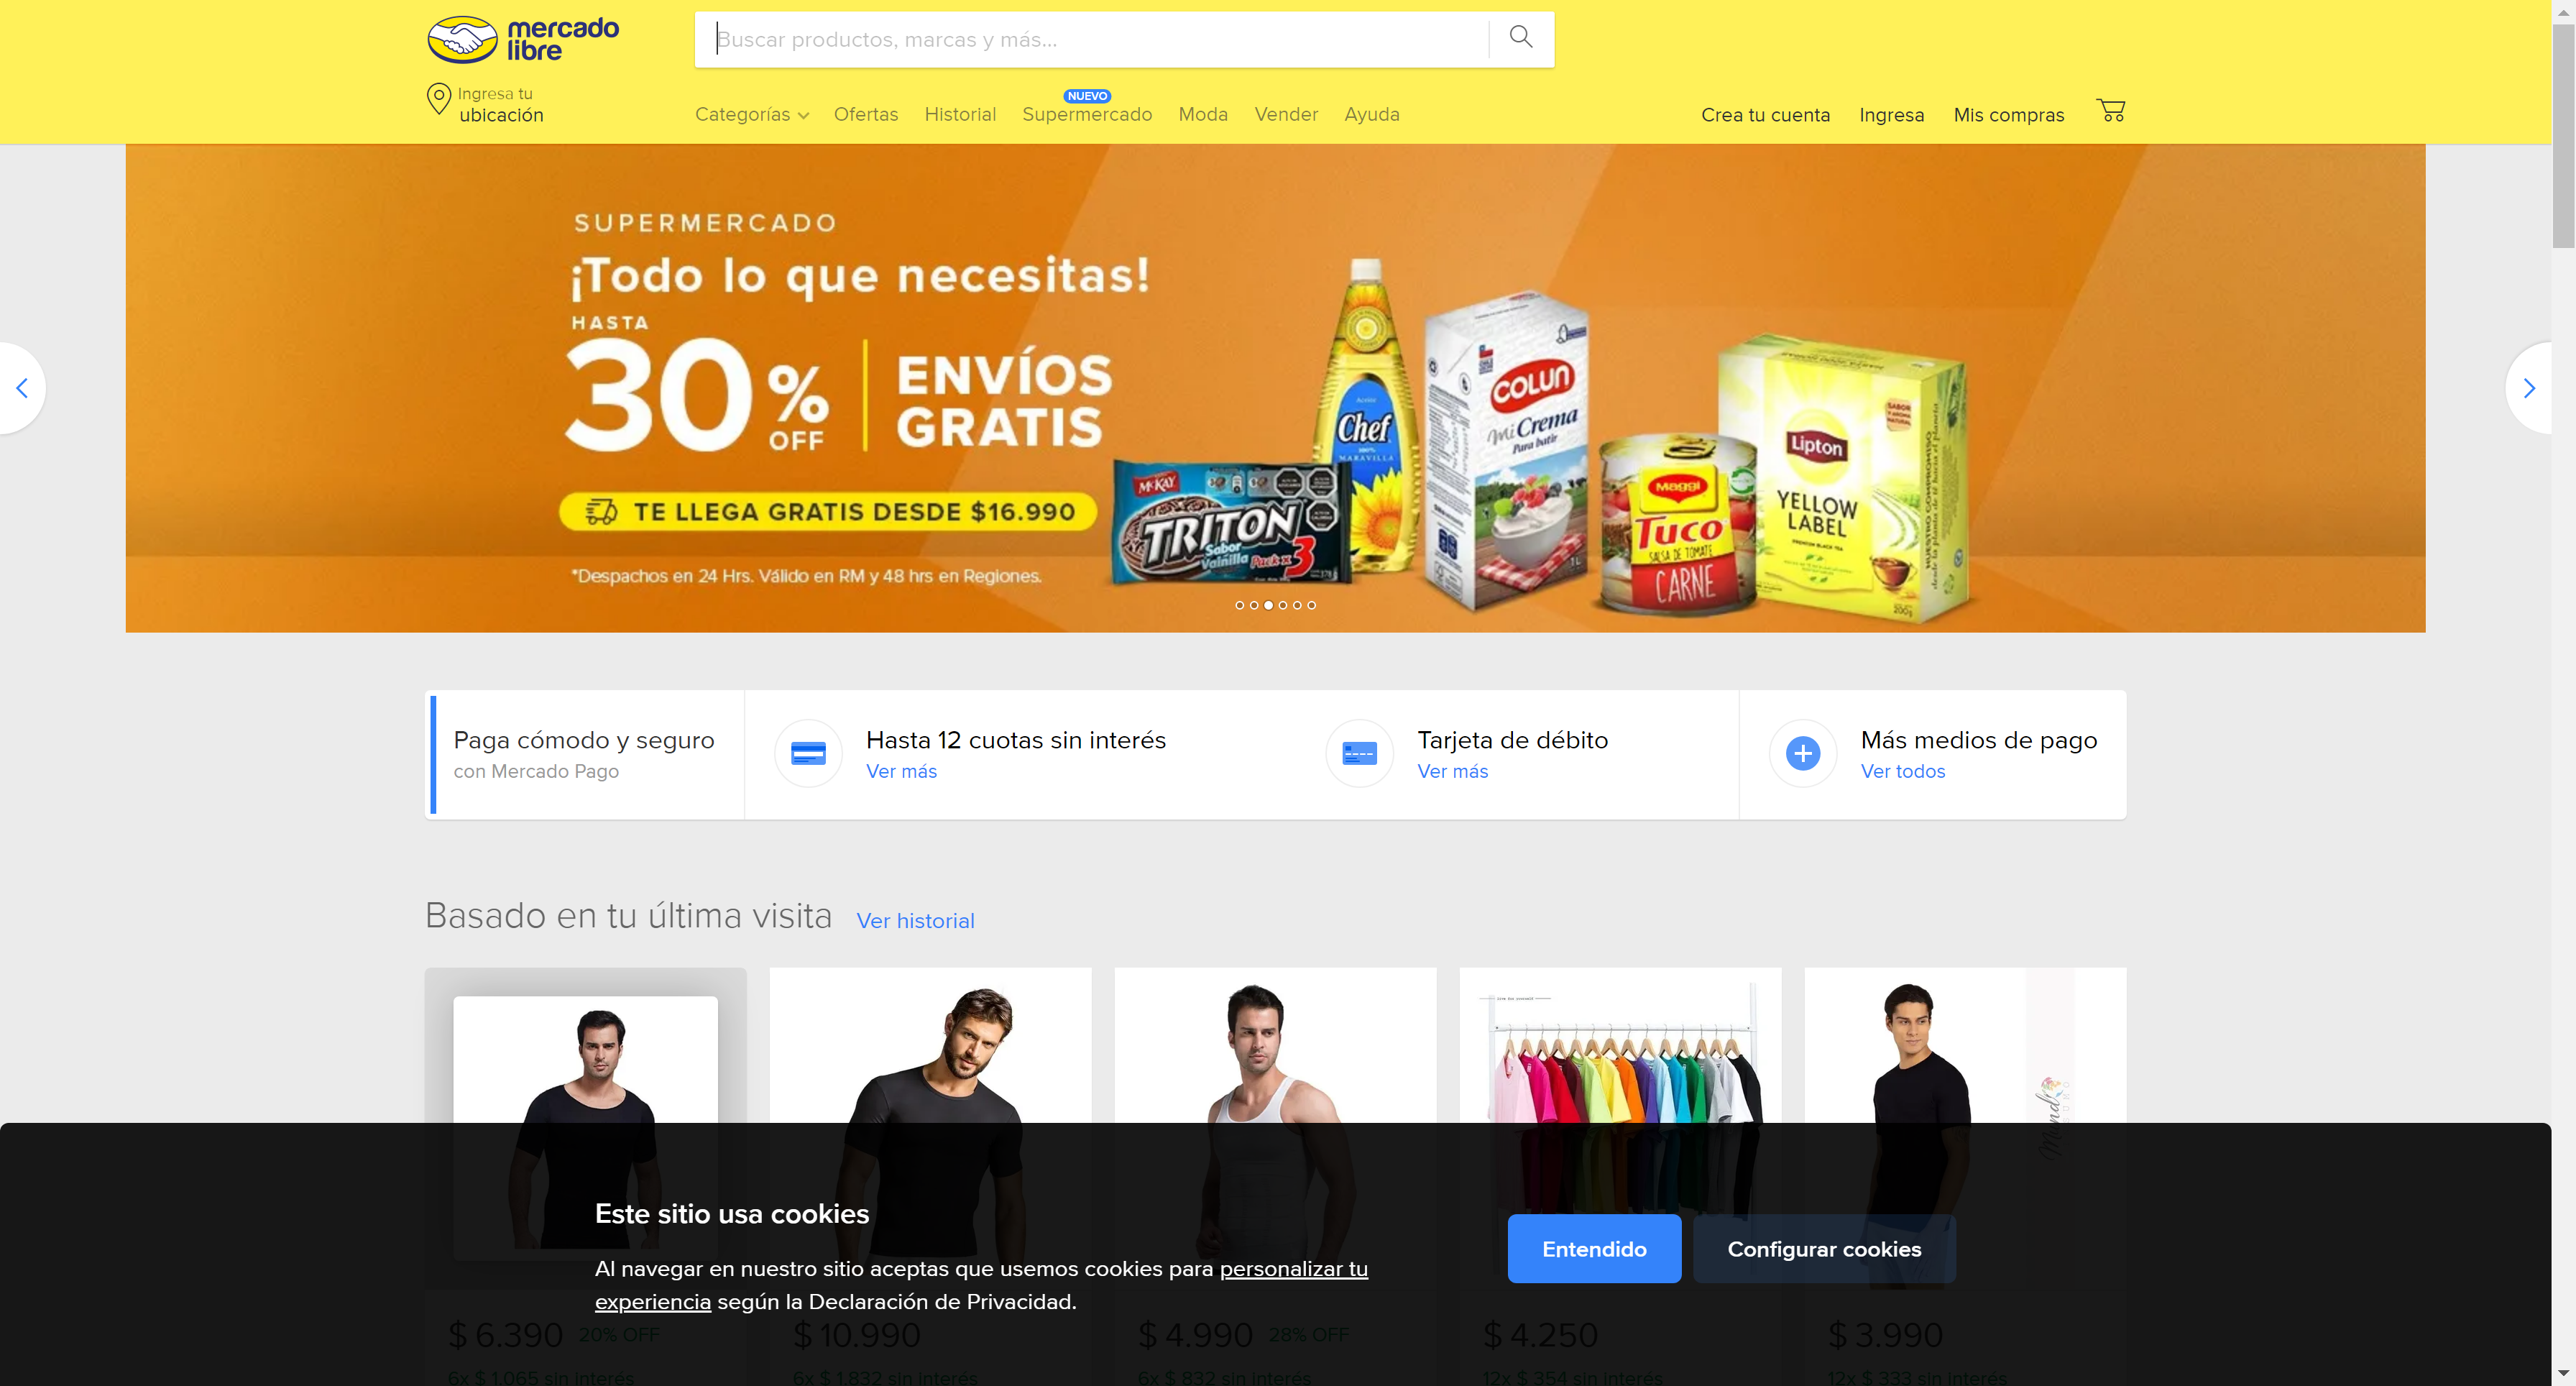 mercado
libre
Buscar productos, marcas y más...
Ingresa tu
ubicación
Categorías
Ofertas
Historial
NUEVO
Supermercado
Moda
Vender
Ayuda
Crea tu cuenta
Ingresa
Mis compras
SUPERMERCADO
¡Todo lo que necesitas!
HASTA
30% OFF
ENVÍOS
GRATIS
TE LLEGA GRATIS DESDE $16.990
*Despachos en 24 Hrs. Válido en RM y 48 hrs en Regiones.
McKAY
TRITON
Sabor
Vainilla
Pack x 3
Chef
100%
MARAVILLA
COLUN
Mi Crema
Para batir
1L
Maggi
Tuco
SALSA DE TOMATE
CARNE
Lipton
YELLOW
LABEL
PREMIUM BLACK TEA
200g
Paga cómodo y seguro
con Mercado Pago
Hasta 12 cuotas sin interés
Ver más
Tarjeta de débito
Ver más
Más medios de pago
Ver todos
Basado en tu última visita
Ver historial
Este sitio usa cookies
Al navegar en nuestro sitio aceptas que usemos cookies para personalizar tu
experiencia según la Declaración de Privacidad.
Entendido
Configurar cookies
$ 6.390 20% OFF
6x $ 1.065 sin interés
$ 10.990
6x $ 1.832 sin interés
$ 4.990 28% OFF
6x $ 832 sin interés
$ 4.250
12x $ 354 sin interés
$ 3.990
12x $ 333 sin interés